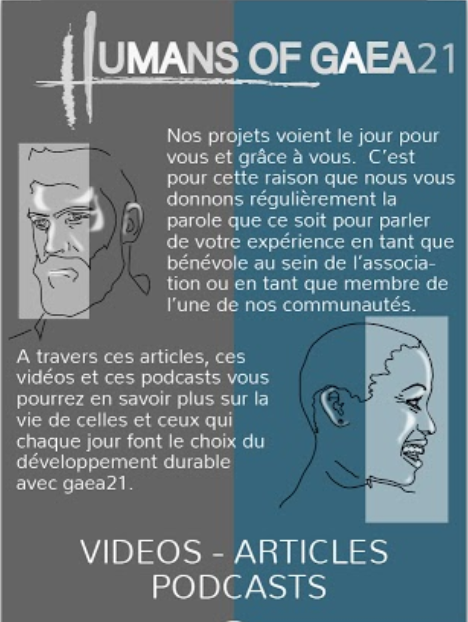 HUMANS OF GAEA21
Nos projets voient le jour pour
vous et grâce à vous. C'est
pour cette raison que nous vous
donnons régulièrement la
parole que ce soit pour parler
de votre expérience en tant que
bénévole au sein de l'associa-
tion ou en tant que membre de
l'une de nos communautés.
A travers ces articles, ces
vidéos et ces podcasts vous
pourrez en savoir plus sur la
vie de celles et ceux qui
chaque jour font le choix du
développement durable
avec gaea21.
VIDEOS - ARTICLES
PODCASTS